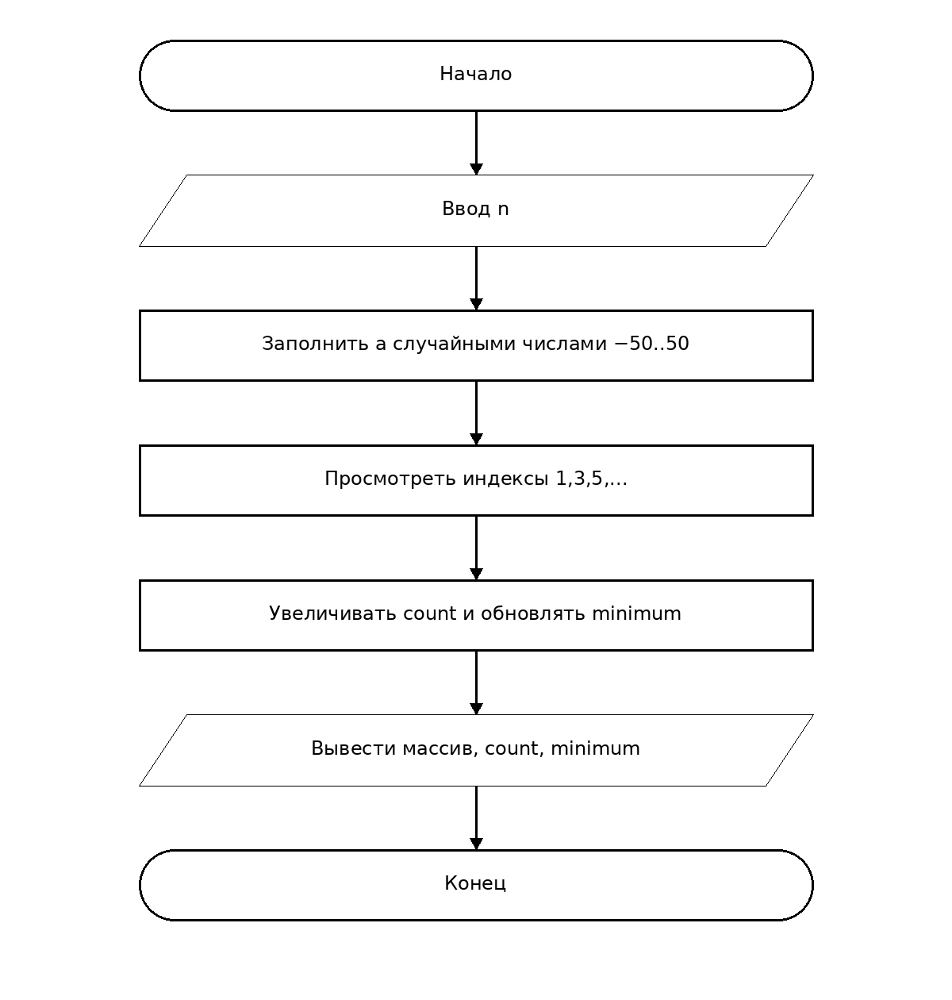 Начало
Ввод n
Заполнить a случайными числами −50..50
Просмотреть индексы 1,3,5,...
Увеличивать count и обновлять minimum
Вывести массив, count, minimum
Конец